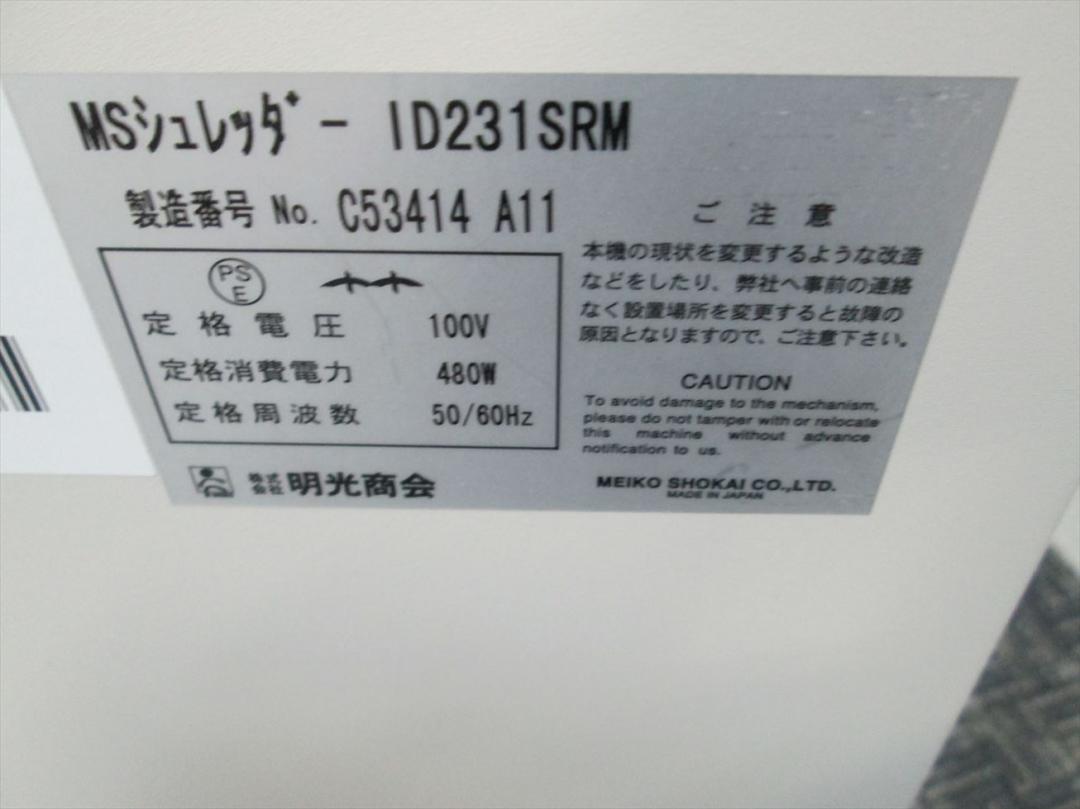 MSシュレッダー ID231SRM
製造番号 No. C53414 A11
PS
E
定格電圧 100V
定格消費電力 480W
定格周波数 50/60Hz
株式会社 明光商会
ご注意
本機の現状を変更するような改造
などをしたり、弊社へ事前の連絡
なく設置場所を変更すると故障の
原因となりますので、ご注意下さい。
CAUTION
To avoid damage to the mechanism,
please do not tamper with or relocate
this machine without advance
notification to us.
MEIKO SHOKAI CO.,LTD.
MADE IN JAPAN